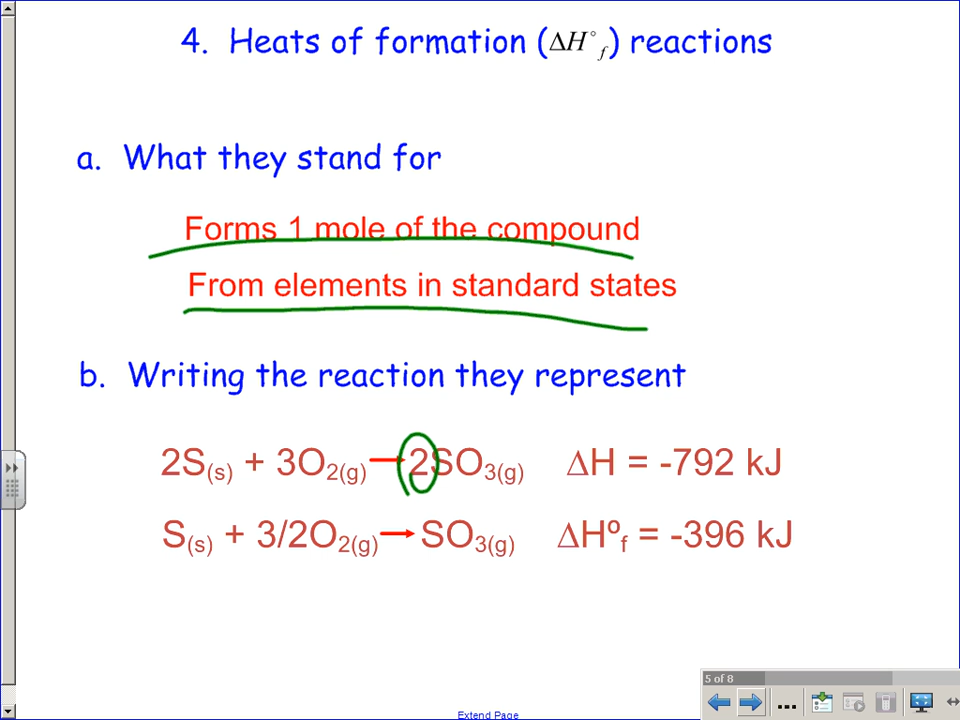 4. Heats of formation (ΔH°f) reactions
a. What they stand for
Forms 1 mole of the compound
From elements in standard states
b. Writing the reaction they represent
2S(s) + 3O2(g) → 2SO3(g) ΔH = -792 kJ
S(s) + 3/2O2(g) → SO3(g) ΔHºf = -396 kJ
5 of 8
Extend Page